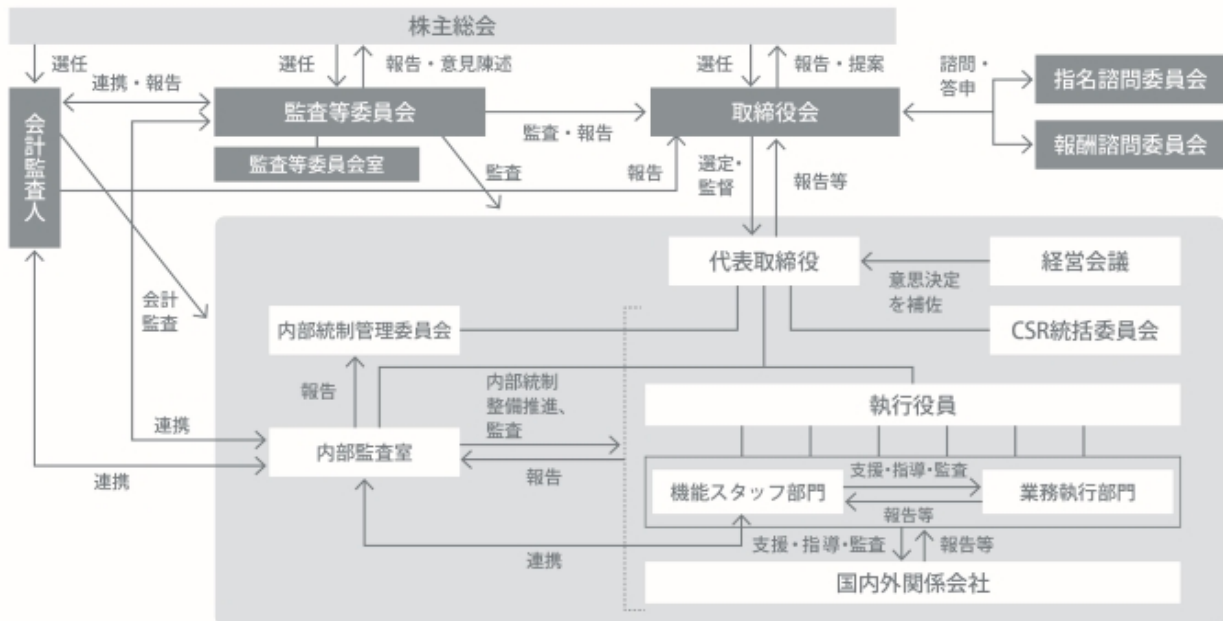 株主総会
選任
選任
報告・意見陳述
選任
報告・提案
諮問・
答申
指名諮問委員会
連携・報告
会計監査人
監査等委員会
監査・報告
取締役会
報酬諮問委員会
監査等委員会室
監査
報告
選定・
監督
報告等
代表取締役
経営会議
意思決定
を補佐
会計
監査
内部統制管理委員会
CSR統括委員会
報告
内部統制
整備推進、
監査
執行役員
連携
内部監査室
報告
連携
機能スタッフ部門
支援・指導・監査
業務執行部門
報告等
連携
支援・指導・監査
報告等
国内外関係会社